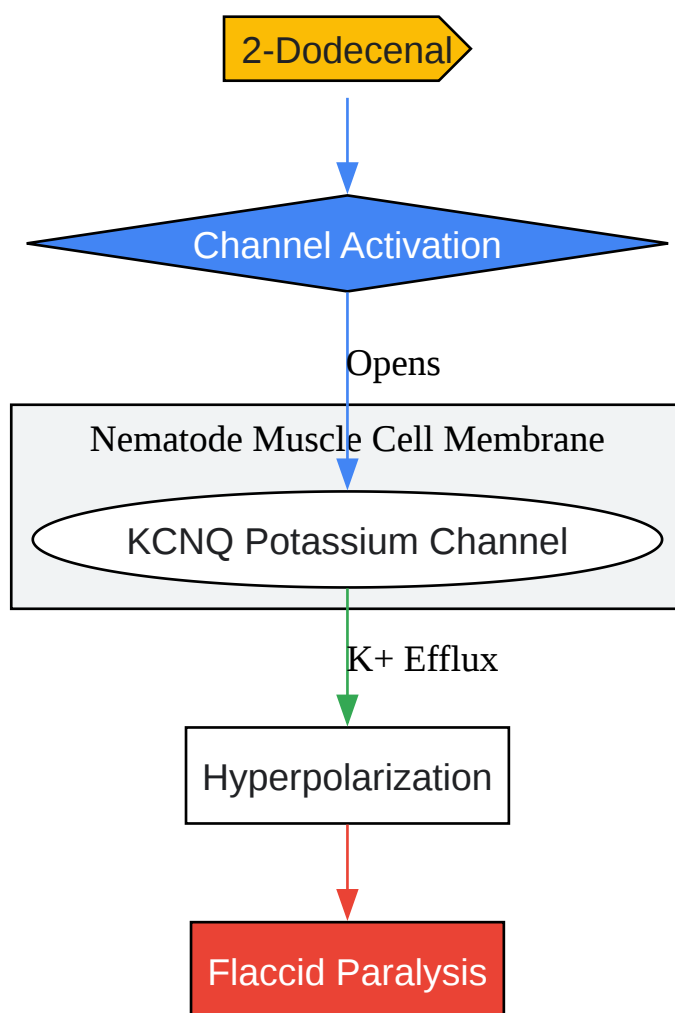 2-Dodecenal
Channel Activation
Opens
Nematode Muscle Cell Membrane
KCNQ Potassium Channel
K+ Efflux
Hyperpolarization
Flaccid Paralysis